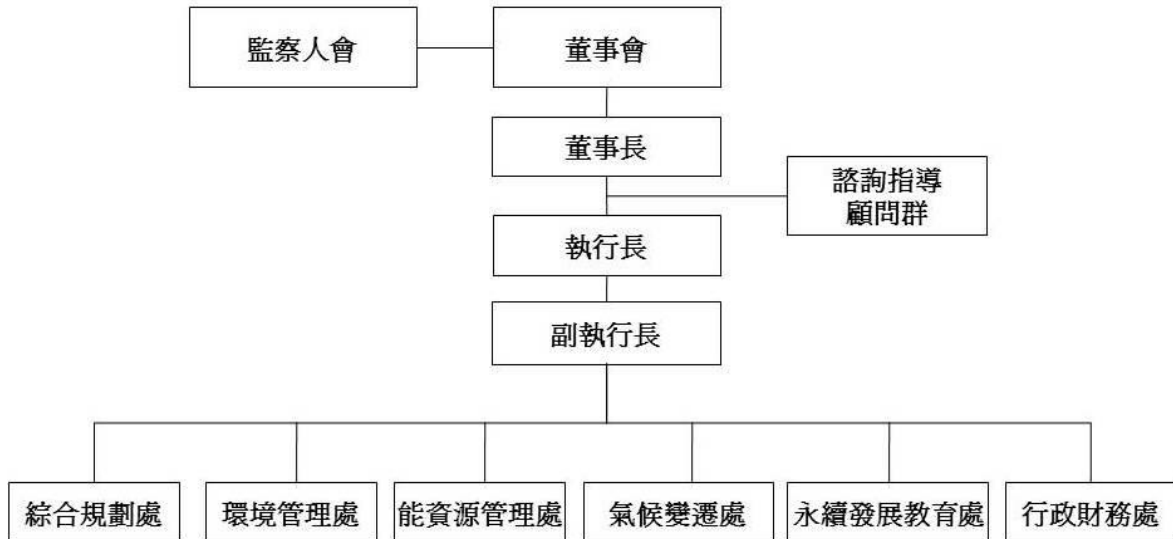 監察人會
董事會
董事長
諮詢指導
顧問群
執行長
副執行長
綜合規劃處
環境管理處
能資源管理處
氣候變遷處
永續發展教育處
行政財務處